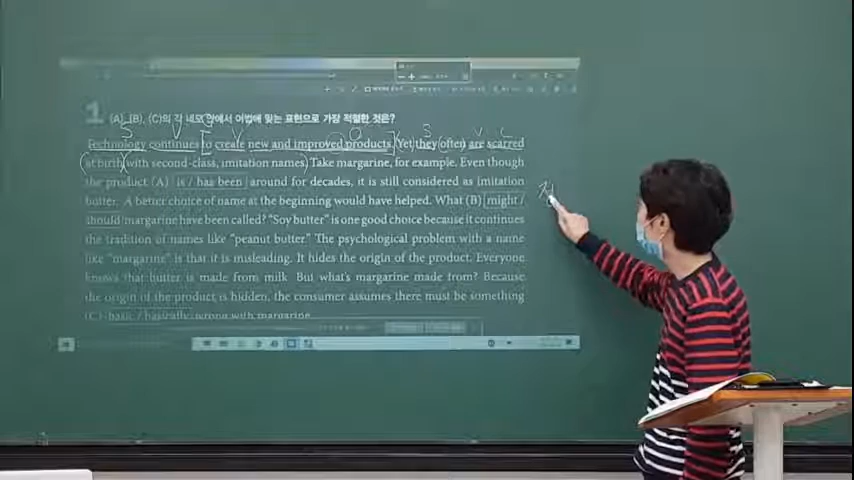 1 (A), (B), (C)의 각 네모 안에서 어법에 맞는 표현으로 가장 적절한 것은?
S V S V O S V C
Technology continues to create new and improved products. Yet they often are scarred
at birth with second-class, imitation names. Take margarine, for example. Even though
the product (A) is / has been around for decades, it is still considered as imitation
butter. A better choice of name at the beginning would have helped. What (B) might /
should margarine have been called? “Soy butter” is one good choice because it continues
the tradition of names like “peanut butter.” The psychological problem with a name
like “margarine” is that it is misleading. It hides the origin of the product. Everyone
knows that butter is made from milk. But what's margarine made from? Because
the origin of the product is hidden, the consumer assumes there must be something
(C) basic / basically wrong with margarine.